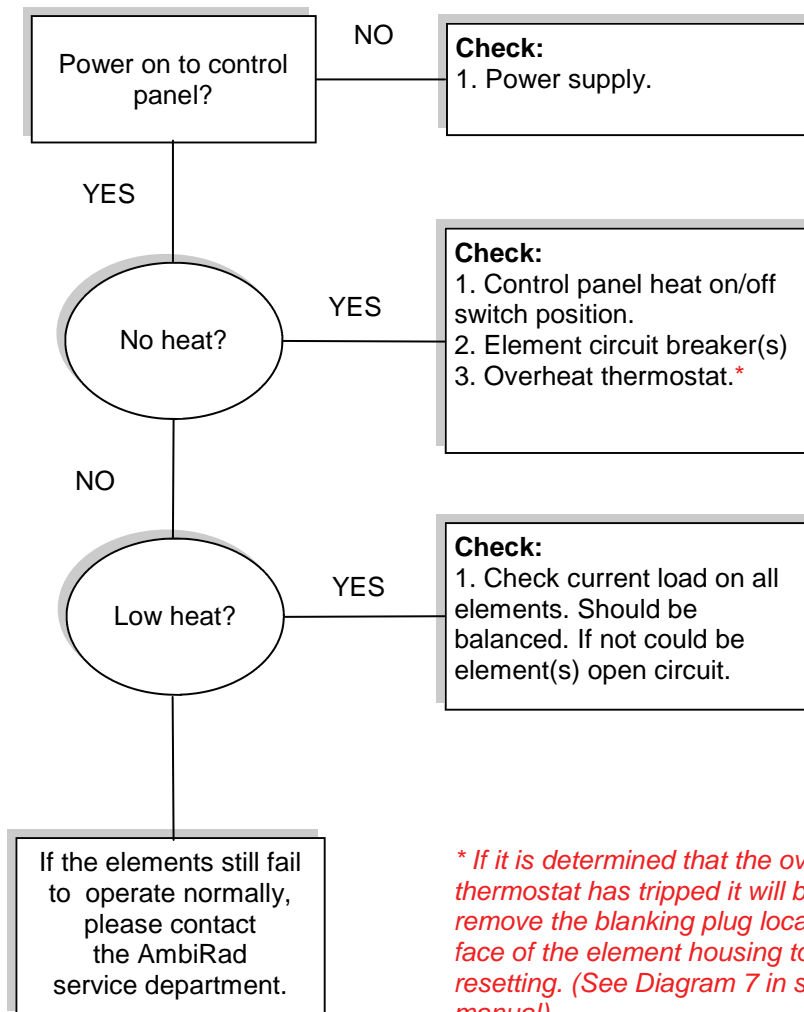 Power on to control
panel?
NO
Check:
1. Power supply.
YES
No heat?
YES
Check:
1. Control panel heat on/off
switch position.
2. Element circuit breaker(s)
3. Overheat thermostat.*
NO
Low heat?
YES
Check:
1. Check current load on all
elements. Should be
balanced. If not could be
element(s) open circuit.
If the elements still fail
to operate normally,
please contact
the AmbiRad
service department.
* If it is determined that the
thermostat has tripped it will
remove the blanking plug
face of the element housing
resetting. (See Diagram 7 in
manual)